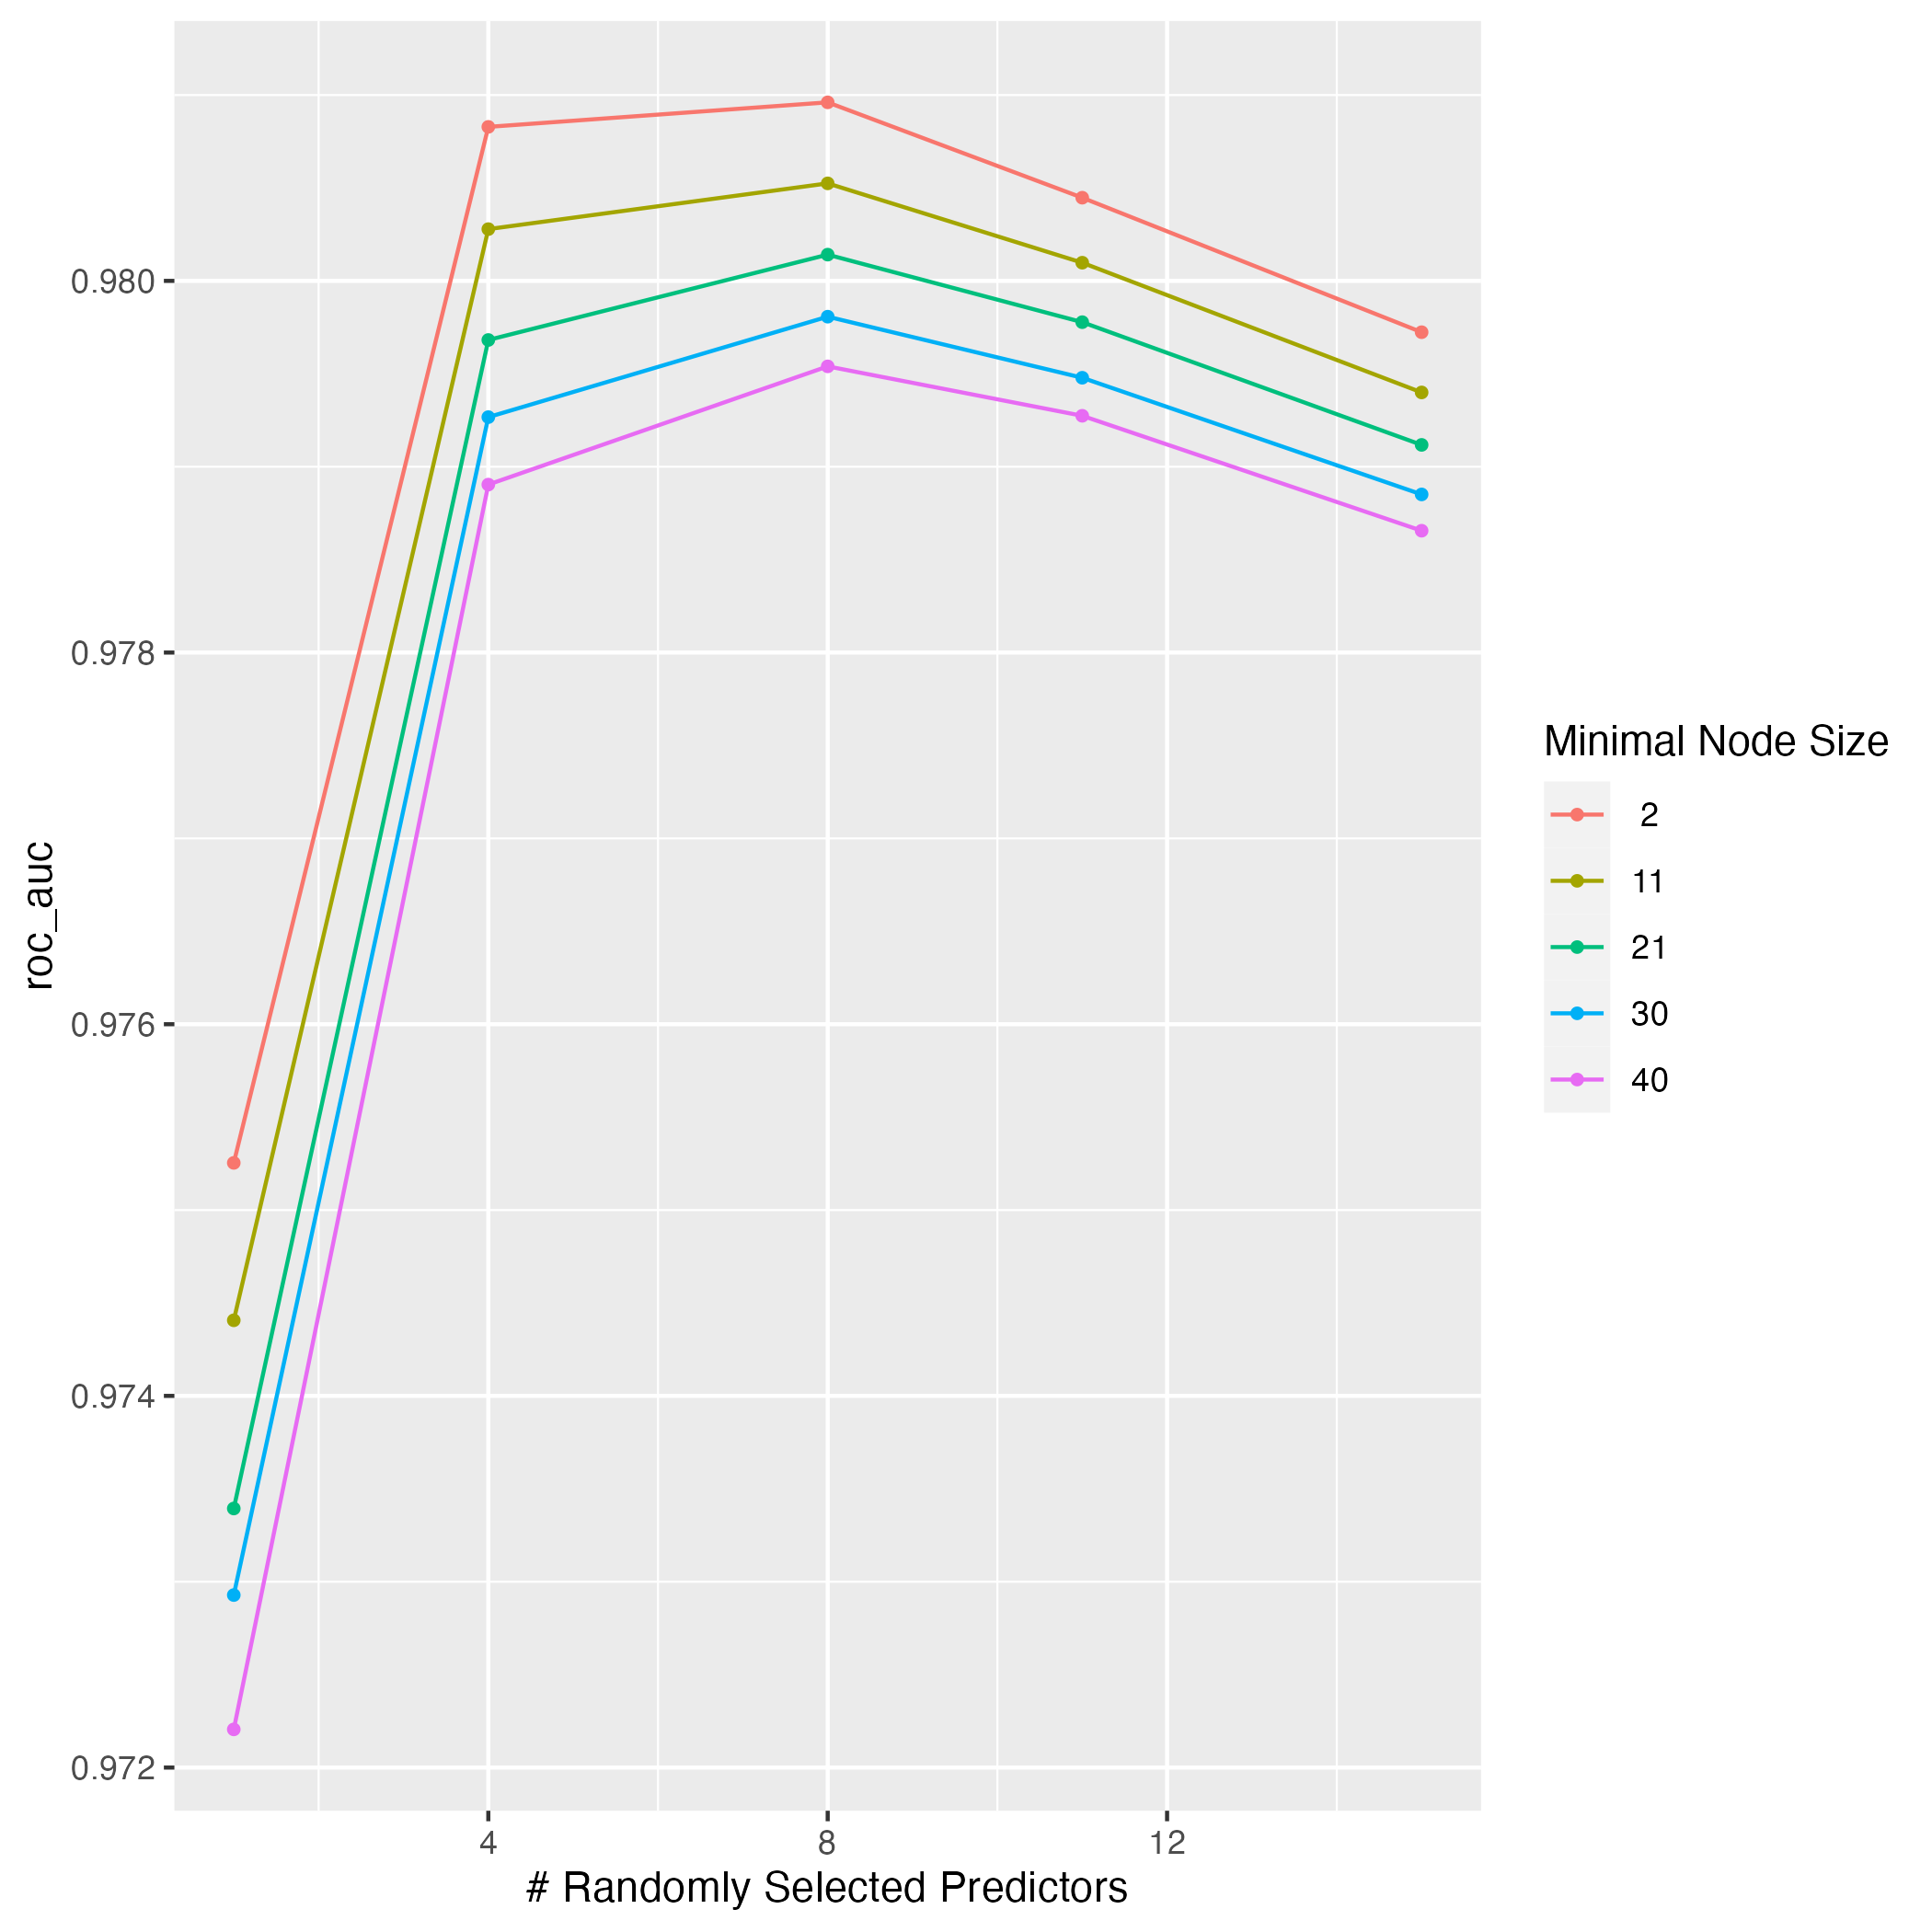 roc_auc
0.980
0.978
0.976
0.974
0.972
4 8 12
# Randomly Selected Predictors
Minimal Node Size
2
11
21
30
40